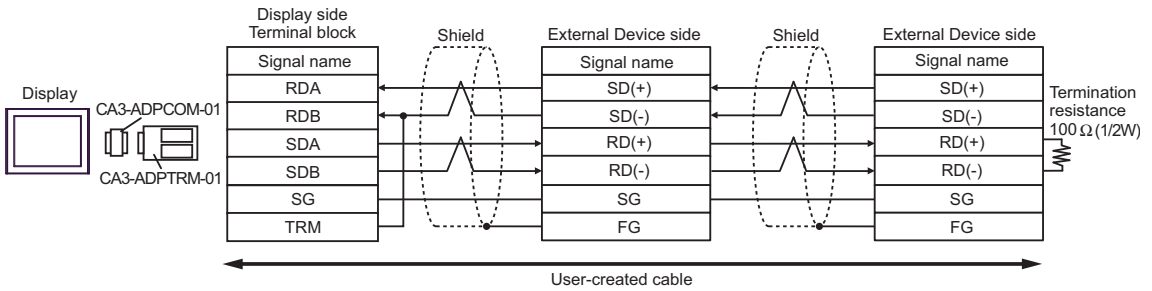 Display
CA3-ADPCOM-01
CA3-ADPTRM-01
Display side
Terminal block
Signal name
RDA
RDB
SDA
SDB
SG
TRM
Shield
External Device side
Signal name
SD(+)
SD(-)
RD(+)
RD(-)
SG
FG
Shield
External Device side
Signal name
SD(+)
SD(-)
RD(+)
RD(-)
SG
FG
Termination
resistance
100 Ω (1/2W)
User-created cable